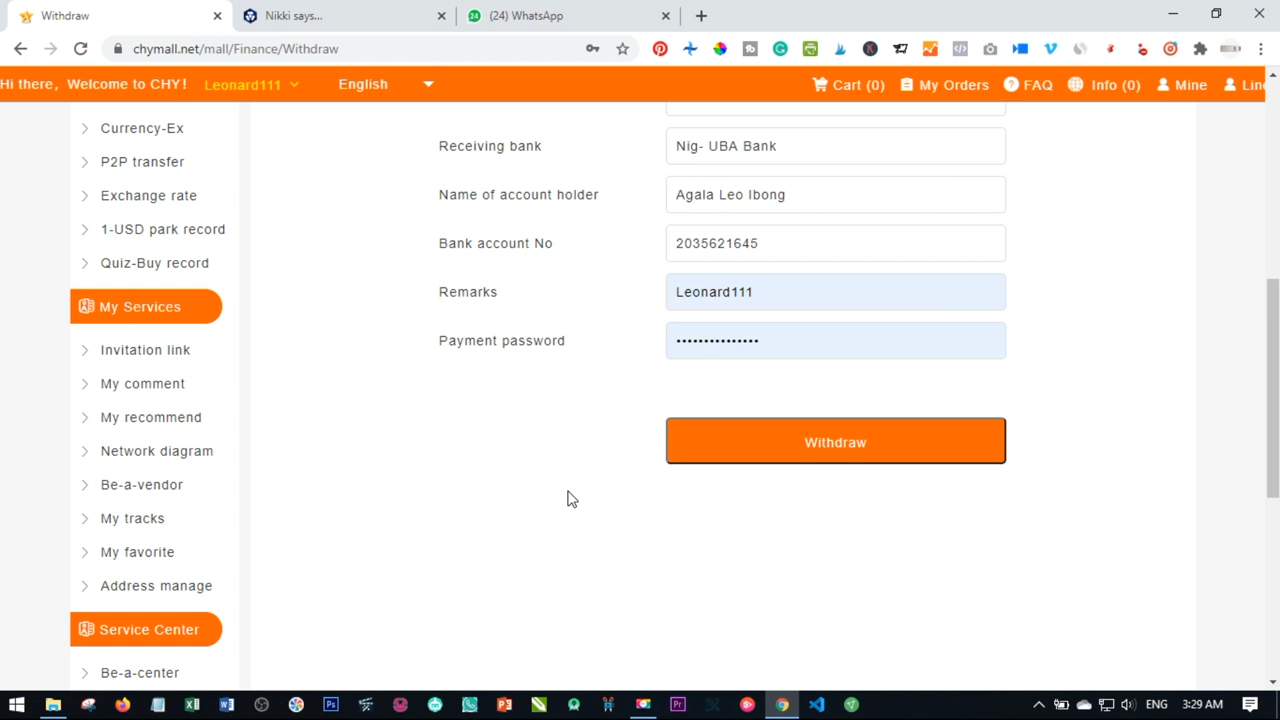 Withdraw
Nikki says...
(24) WhatsApp
chymall.net/mall/Finance/Withdraw
Hi there, Welcome to CHY!
Leonard111
English
Cart (0)
My Orders
FAQ
Info (0)
Mine
Lin
Currency-Ex
P2P transfer
Exchange rate
1-USD park record
Quiz-Buy record
My Services
Invitation link
My comment
My recommend
Network diagram
Be-a-vendor
My tracks
My favorite
Address manage
Service Center
Be-a-center
Receiving bank
Nig- UBA Bank
Name of account holder
Agala Leo Ibong
Bank account No
2035621645
Remarks
Leonard111
Payment password
•••••••••••••••
Withdraw
ENG
3:29 AM